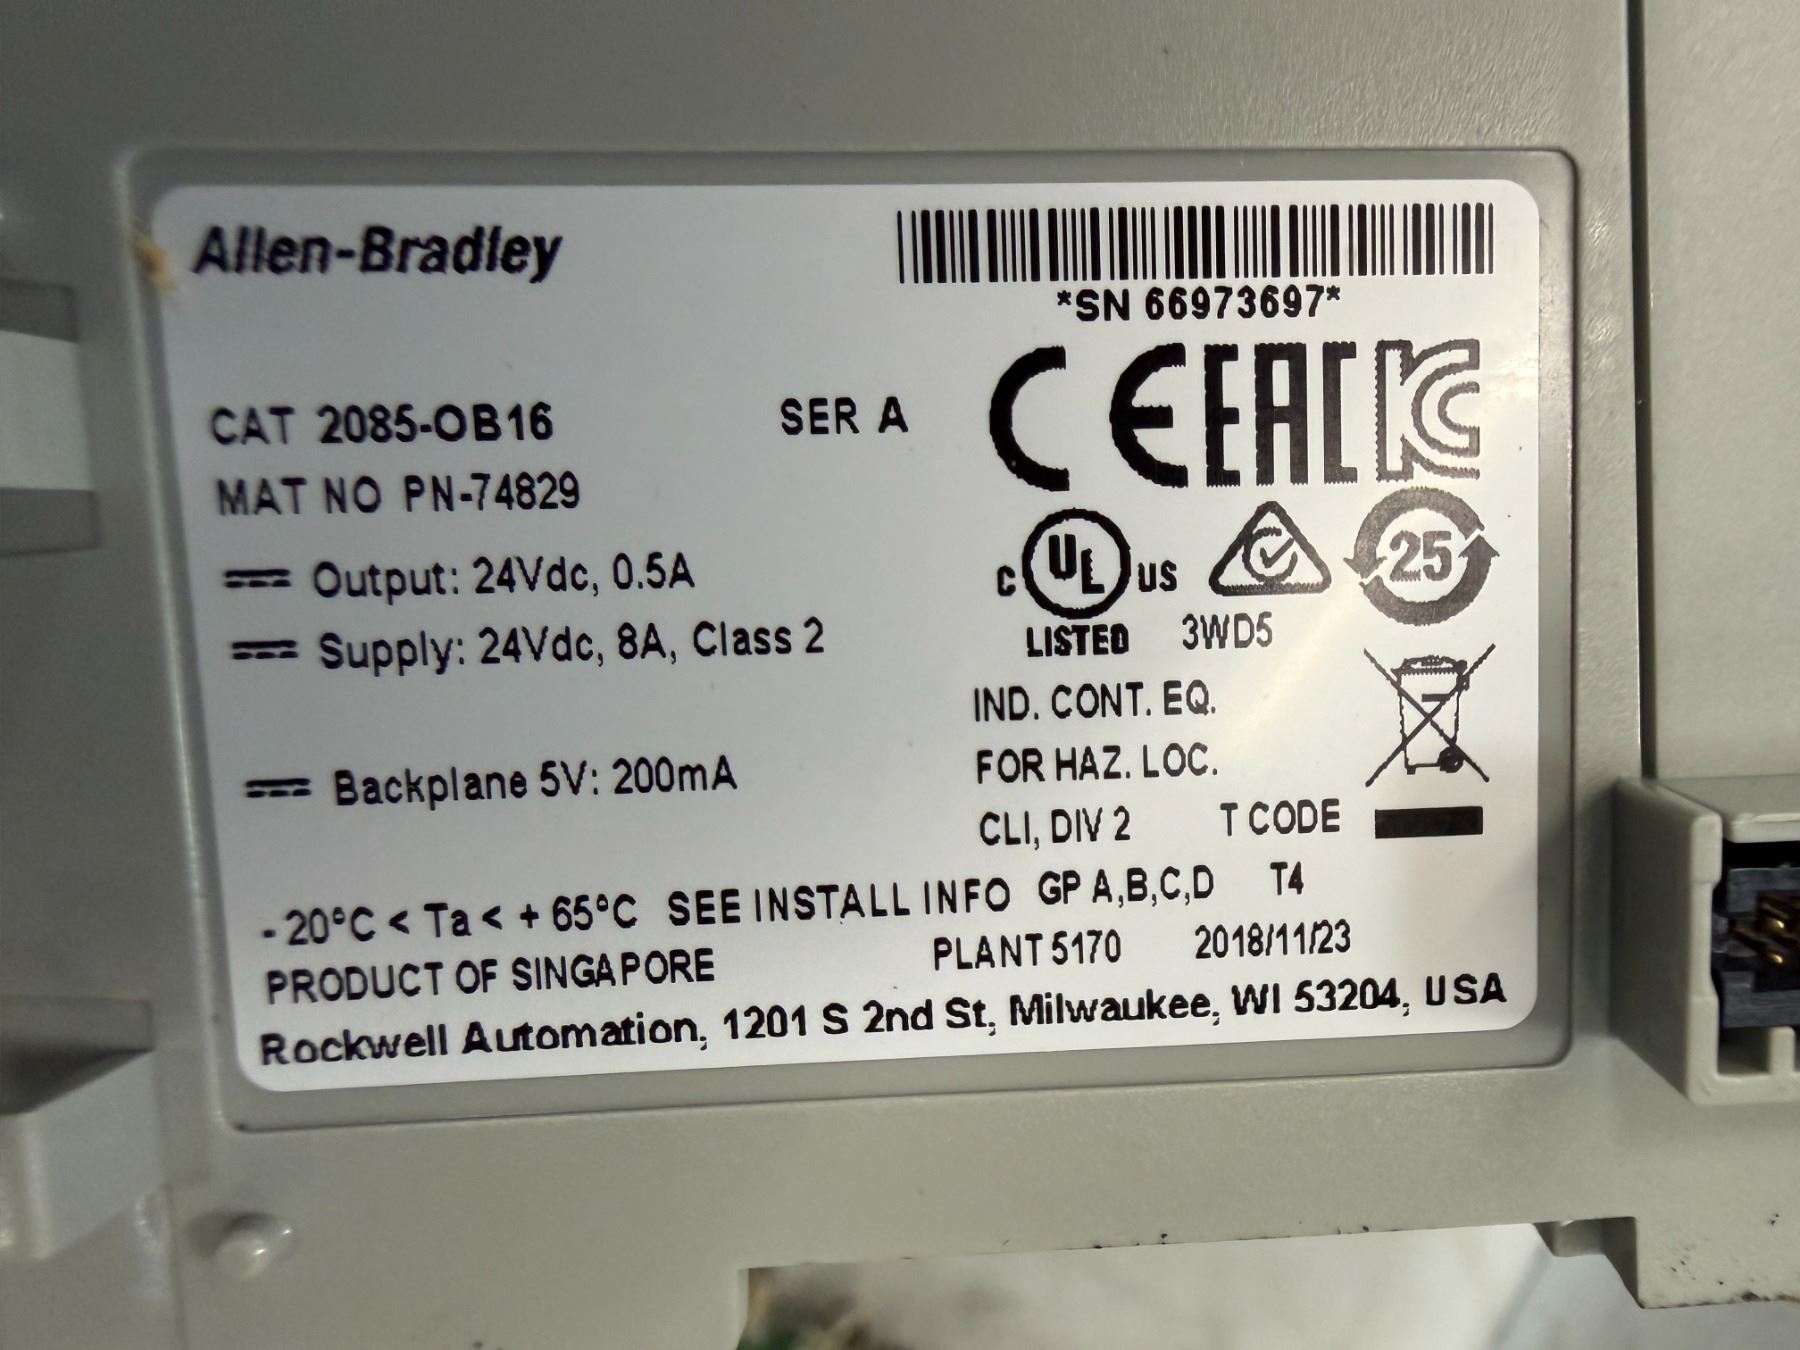 Allen-Bradley
*SN 66973697*
CAT 2085-OB16 SER A
CE EAC KC
MAT NO PN-74829
Output: 24Vdc, 0.5A
C UL US 25
Supply: 24Vdc, 8A, Class 2
LISTED 3WD5
IND. CONT. EQ.
Backplane 5V: 200mA
FOR HAZ. LOC.
CLI, DIV 2 T CODE
- 20°C < Ta < + 65°C SEE INSTALL INFO GP A,B,C,D T4
PRODUCT OF SINGAPORE PLANT 5170 2018/11/23
Rockwell Automation, 1201 S 2nd St, Milwaukee, WI 53204, USA